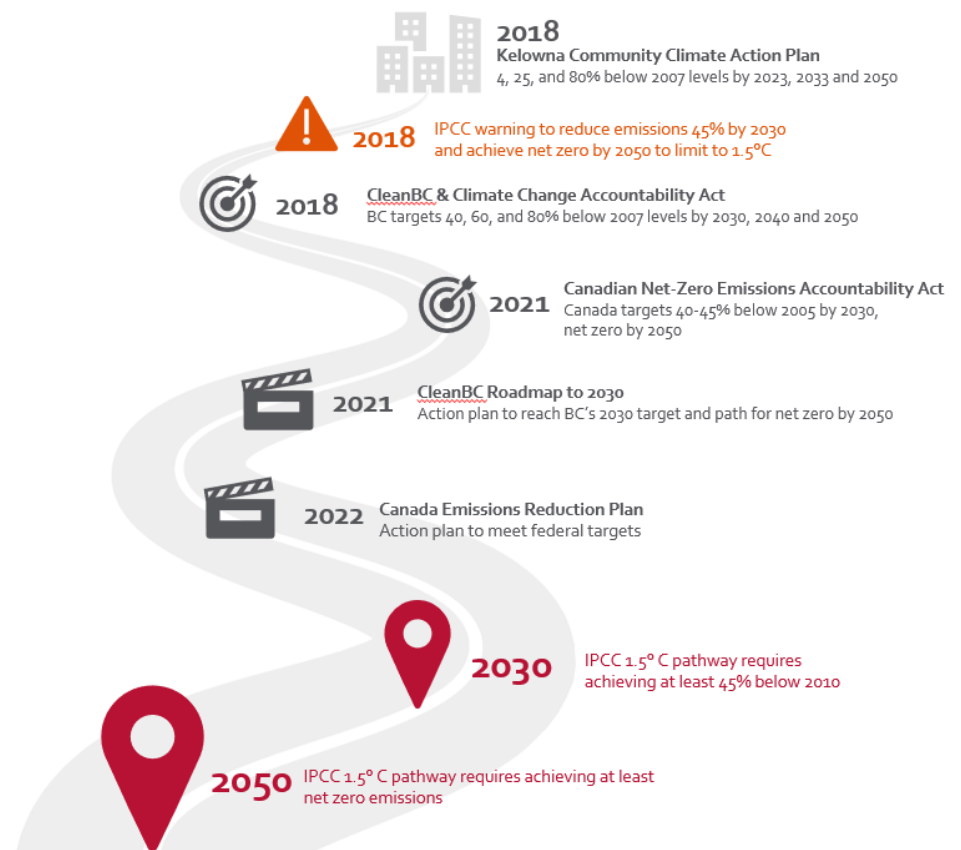 2018
Kelowna Community Climate Action Plan
4, 25, and 80% below 2007 levels by 2023, 2033 and 2050
2018
IPCC warning to reduce emissions 45% by 2030
and achieve net zero by 2050 to limit to 1.5ºC
2018
CleanBC & Climate Change Accountability Act
BC targets 40, 60, and 80% below 2007 levels by 2030, 2040 and 2050
2021
Canadian Net-Zero Emissions Accountability Act
Canada targets 40-45% below 2005 by 2030,
net zero by 2050
2021
CleanBC Roadmap to 2030
Action plan to reach BC's 2030 target and path for net zero by 2050
2022
Canada Emissions Reduction Plan
Action plan to meet federal targets
2030
IPCC 1.5º C pathway requires
achieving at least 45% below 2010
2050
IPCC 1.5º C pathway requires achieving at least
net zero emissions